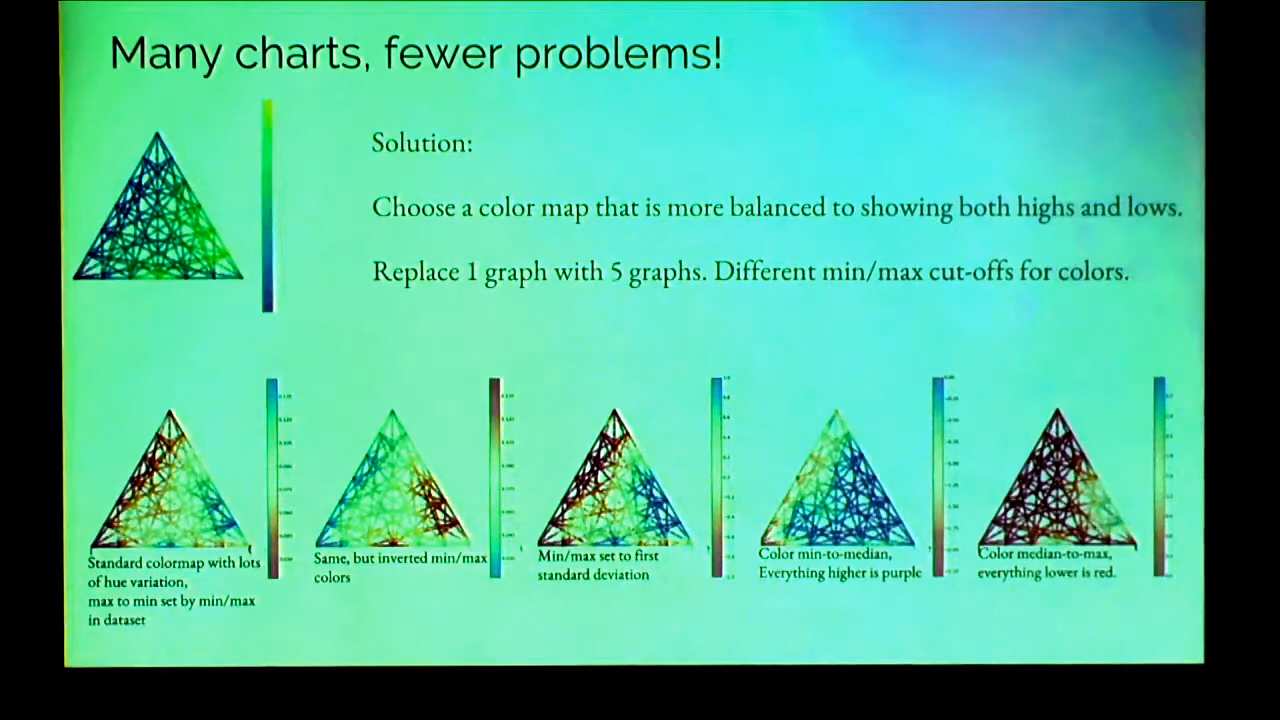 Many charts, fewer problems!
Solution:
Choose a color map that is more balanced to showing both highs and lows.
Replace 1 graph with 5 graphs. Different min/max cut-offs for colors.
Standard colormap with lots
of hue variation,
max to min set by min/max
in dataset
Same, but inverted min/max
colors
Min/max set to first
standard deviation
Color min-to-median,
Everything higher is purple
Color median-to-max,
everything lower is red.